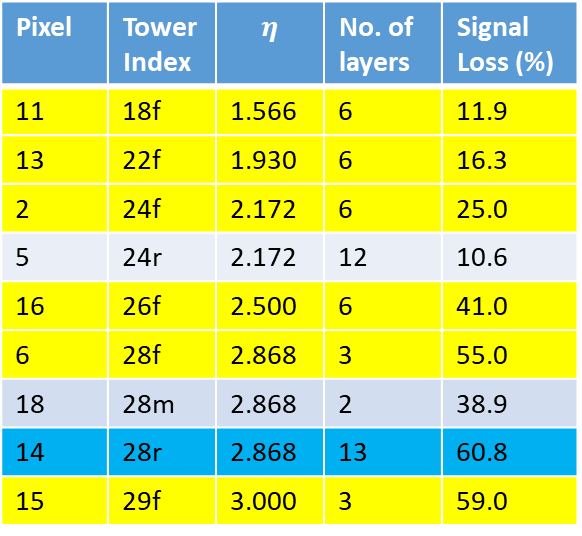 Pixel Tower Index η No. of layers Signal Loss (%)
11 18f 1.566 6 11.9
13 22f 1.930 6 16.3
2 24f 2.172 6 25.0
5 24r 2.172 12 10.6
16 26f 2.500 6 41.0
6 28f 2.868 3 55.0
18 28m 2.868 2 38.9
14 28r 2.868 13 60.8
15 29f 3.000 3 59.0